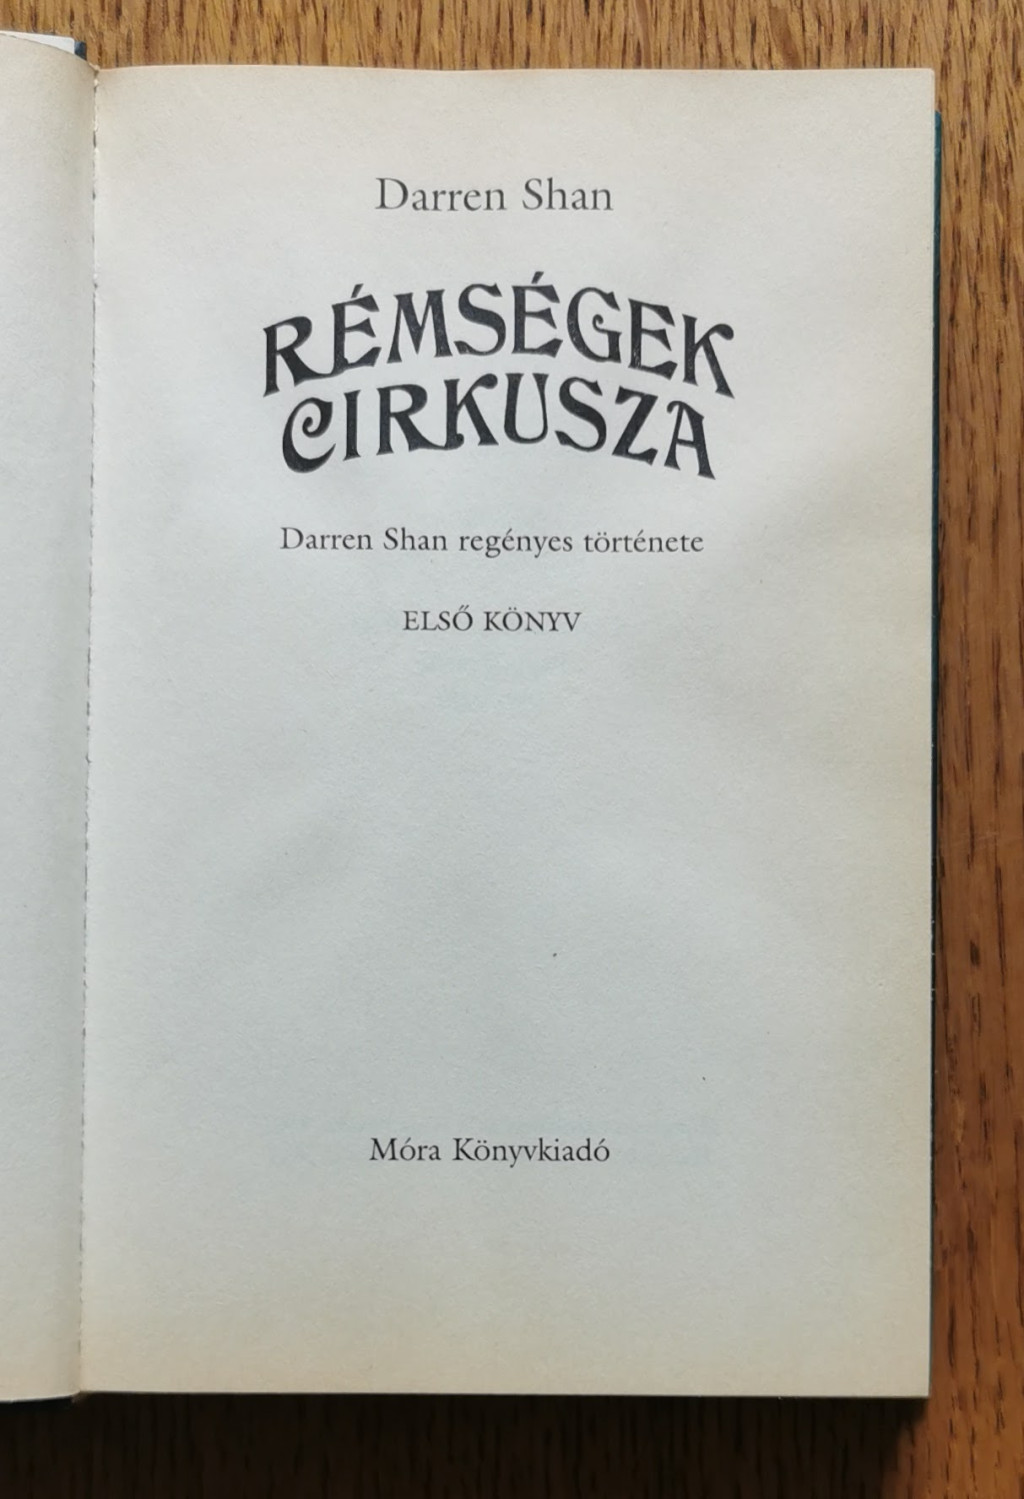 Darren Shan
RÉMSÉGEK
CIRKUSZA
Darren Shan regényes története
ELSŐ KÖNYV
Móra Könyvkiadó